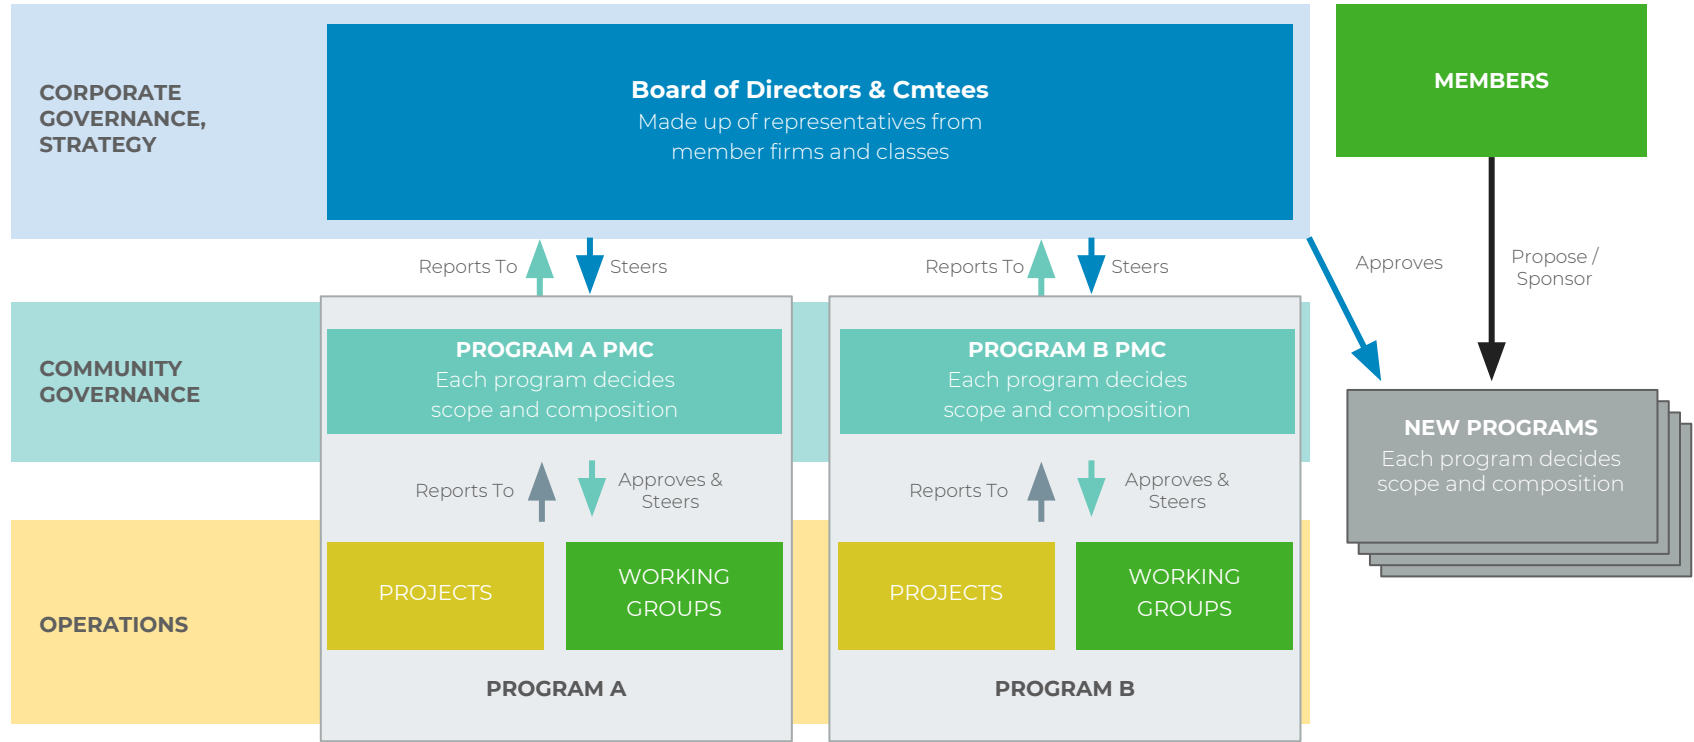 CORPORATE
GOVERNANCE,
STRATEGY
Board of Directors & Cmtees
Made up of representatives from
member firms and classes
MEMBERS
Reports To
Steers
Reports To
Steers
Approves
Propose /
Sponsor
COMMUNITY
GOVERNANCE
PROGRAM A PMC
Each program decides
scope and composition
PROGRAM B PMC
Each program decides
scope and composition
NEW PROGRAMS
Each program decides
scope and composition
Reports To
Approves &
Steers
Reports To
Approves &
Steers
OPERATIONS
PROJECTS
WORKING
GROUPS
PROJECTS
WORKING
GROUPS
PROGRAM A
PROGRAM B